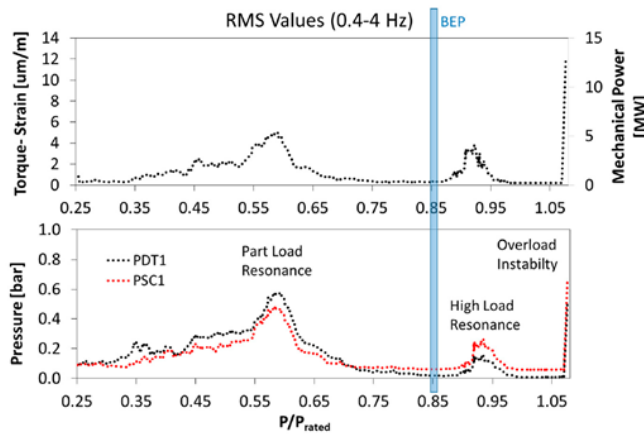 RMS Values (0.4-4 Hz)
BEP
Torque- Strain [um/m]
14
12
10
8
6
4
2
0
15
10
5
0
Mechanical Power
[MW]
0.25 0.35 0.45 0.55 0.65 0.75 0.85 0.95 1.05
Pressure [bar]
1.0
0.8
0.6
0.4
0.2
0.0
PDT1
PSC1
Part Load
Resonance
Overload
Instabilty
High Load
Resonance
0.25 0.35 0.45 0.55 0.65 0.75 0.85 0.95 1.05
P/Prated